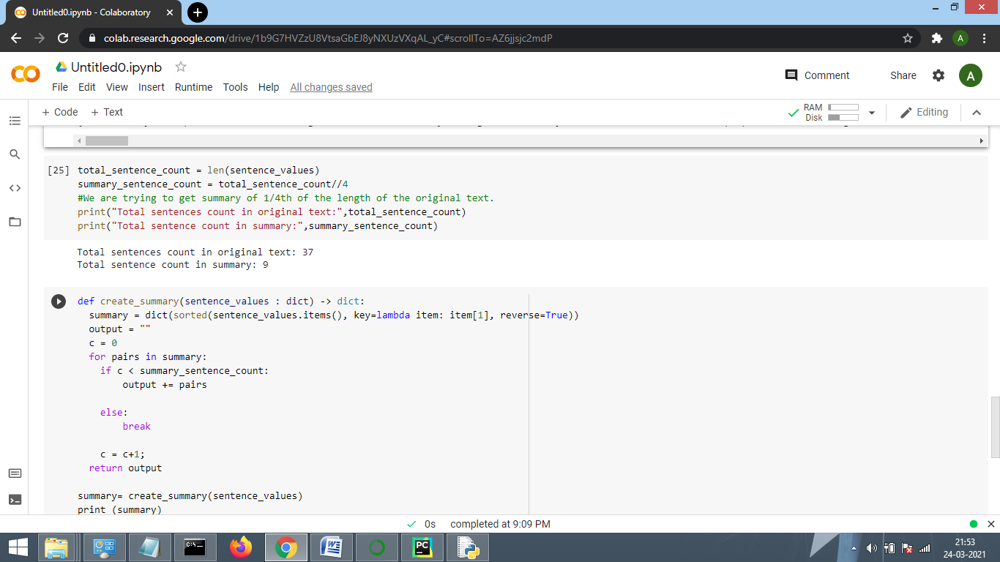 Untitled0.ipynb - Colaboratory
colab.research.google.com/drive/1b9G7HVZzU8VtsaGbEJ8yNXUzVXqAL_yC#scrollTo=AZ6jjsjc2mdP
A
Untitled0.ipynb
Comment
Share
A
File Edit View Insert Runtime Tools Help All changes saved
+ Code + Text
RAM
Disk
Editing
[25] total_sentence_count = len(sentence_values)
summary_sentence_count = total_sentence_count//4
#We are trying to get summary of 1/4th of the length of the original text.
print("Total sentences count in original text:",total_sentence_count)
print("Total sentence count in summary:",summary_sentence_count)
Total sentences count in original text: 37
Total sentence count in summary: 9
def create_summary(sentence_values : dict) -> dict:
summary = dict(sorted(sentence_values.items(), key=lambda item: item[1], reverse=True))
output = ""
c = 0
for pairs in summary:
if c < summary_sentence_count:
output += pairs
else:
break
c = c+1;
return output
summary= create_summary(sentence_values)
print (summary)
0s completed at 9:09 PM
C:\_
W
PC
21:53
24-03-2021